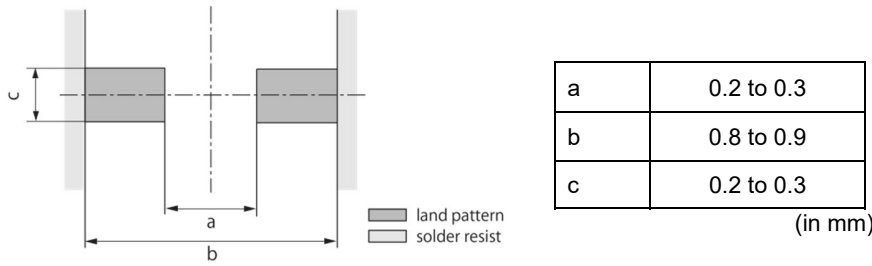 c
a
b
land pattern
solder resist
a 0.2 to 0.3
b 0.8 to 0.9
c 0.2 to 0.3
(in mm)